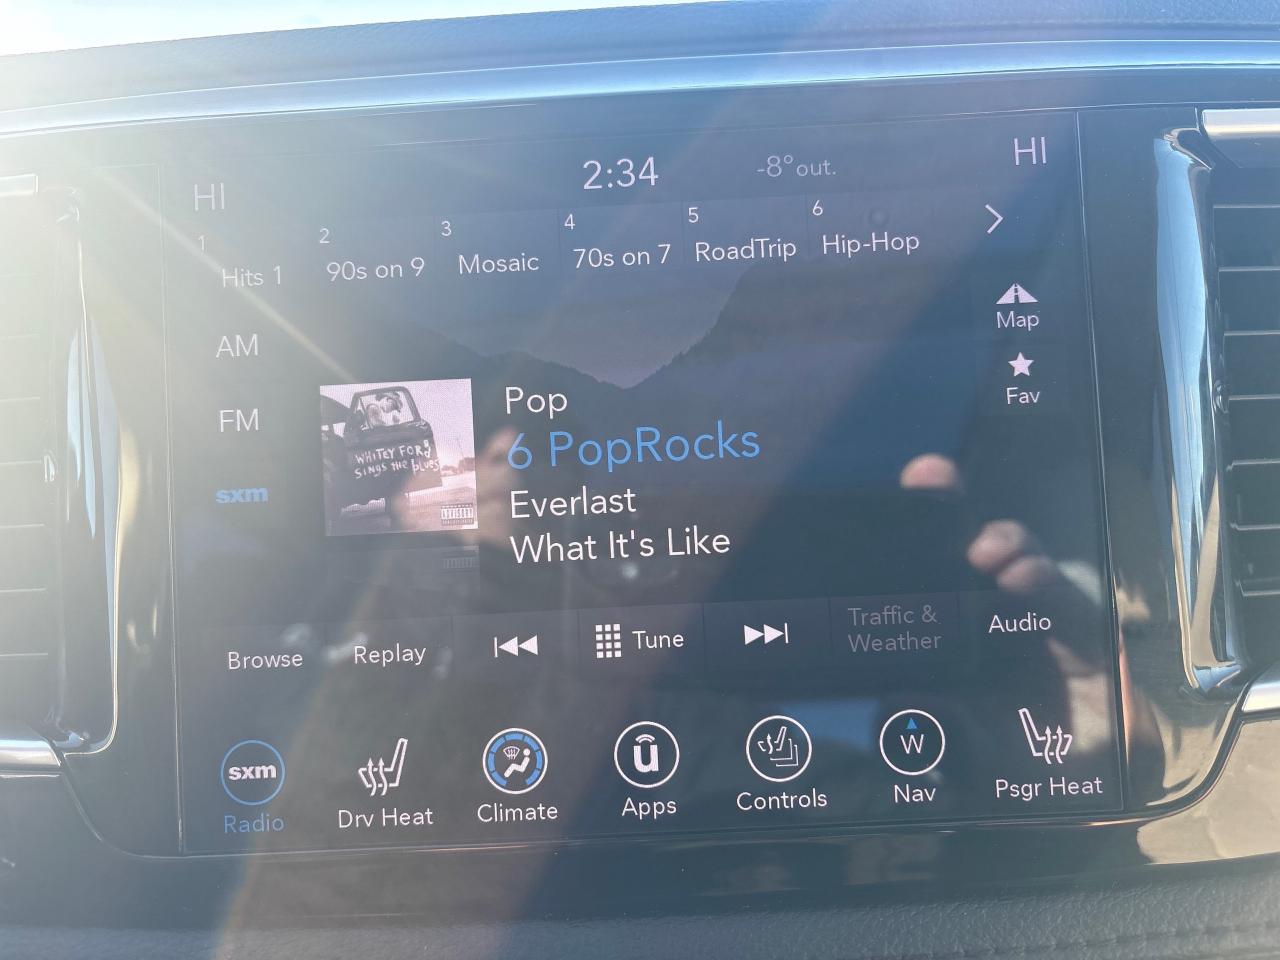 HI
2:34
-8° out.
HI
1
Hits 1
2
90s on 9
3
Mosaic
4
70s on 7
5
RoadTrip
6
Hip-Hop
AM
FM
sxm
Map
Fav
WHITEY FORD
SINGS THE BLUES
ADVISORY
Pop
6 PopRocks
Everlast
What It's Like
Browse
Replay
Tune
Traffic &
Weather
Audio
sxm
Radio
Drv Heat
Climate
ū
Apps
Controls
W
Nav
Psgr Heat